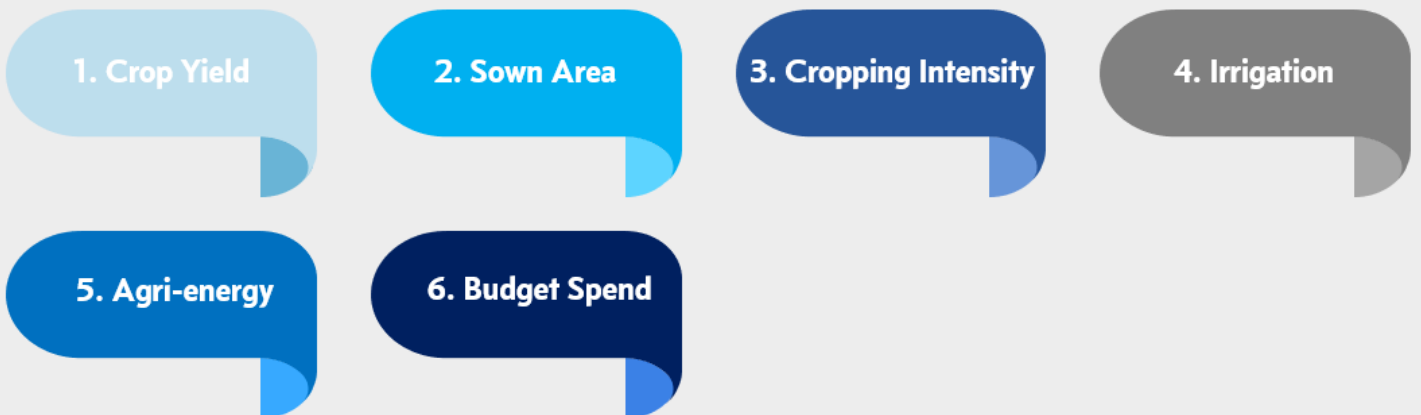 1. Crop Yield
2. Sown Area
3. Cropping Intensity
4. Irrigation
5. Agri-energy
6. Budget Spend